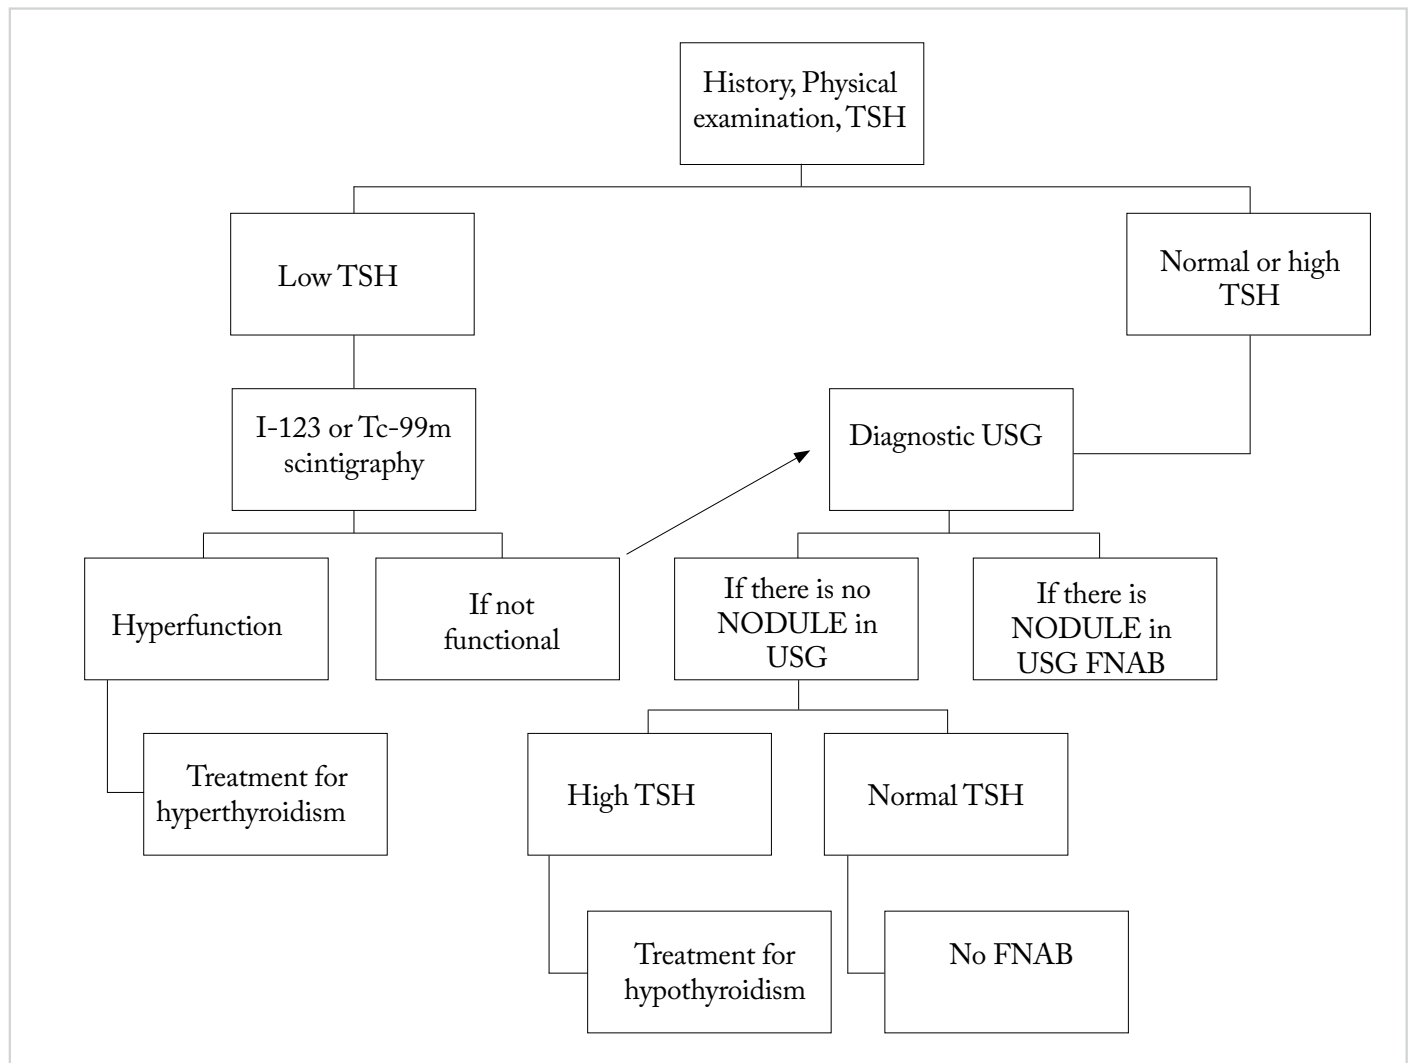 History, Physical
examination, TSH
Low TSH
Normal or high
TSH
I-123 or Tc-99m
scintigraphy
Diagnostic USG
Hyperfunction
If not
functional
If there is no
NODULE in
USG
If there is
NODULE in
USG FNAB
Treatment for
hyperthyroidism
High TSH
Normal TSH
Treatment for
hypothyroidism
No FNAB